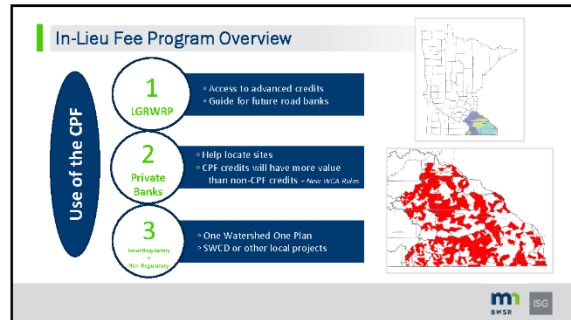 In-Lieu Fee Program Overview
Use of the CPF
1
LGRWRP
◦ Access to advanced credits
◦ Guide for future road banks
2
Private
Banks
◦ Help locate sites
◦ CPF credits will have more value
than non-CPF credits - New WCA Rules
3
Local Regulatory
+
Non-Regulatory
◦ One Watershed One Plan
◦ SWCD or other local projects
mn
BWSR
ISG